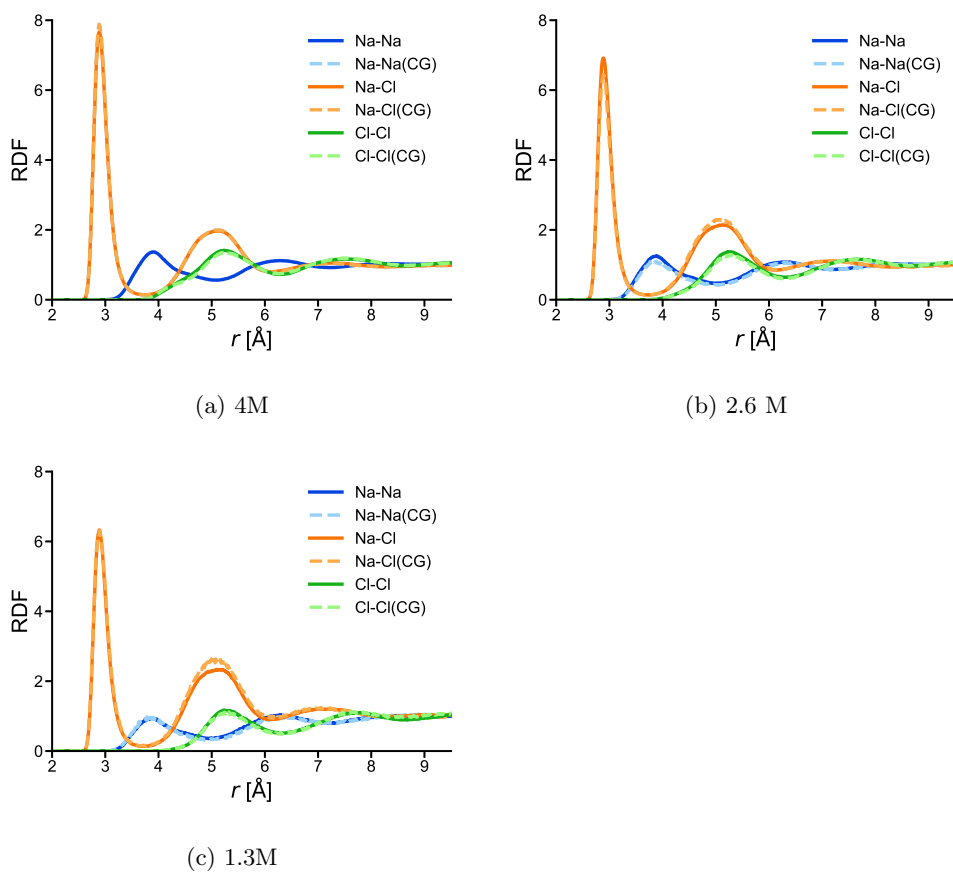 8
6
4
2
0
RDF
Na-Na
Na-Na(CG)
Na-Cl
Na-Cl(CG)
Cl-Cl
Cl-Cl(CG)
2 3 4 5 6 7 8 9
r [Å]
(a) 4M
8
6
4
2
0
RDF
Na-Na
Na-Na(CG)
Na-Cl
Na-Cl(CG)
Cl-Cl
Cl-Cl(CG)
2 3 4 5 6 7 8 9
r [Å]
(b) 2.6 M
8
6
4
2
0
RDF
Na-Na
Na-Na(CG)
Na-Cl
Na-Cl(CG)
Cl-Cl
Cl-Cl(CG)
2 3 4 5 6 7 8 9
r [Å]
(c) 1.3M